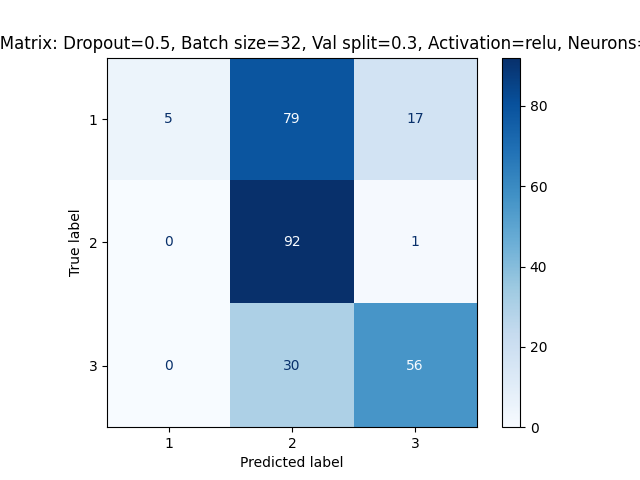 Matrix: Dropout=0.5, Batch size=32, Val split=0.3, Activation=relu, Neurons=
1 5 79 17
2 0 92 1
3 0 30 56
True label
1 2 3
Predicted label
80
60
40
20
0